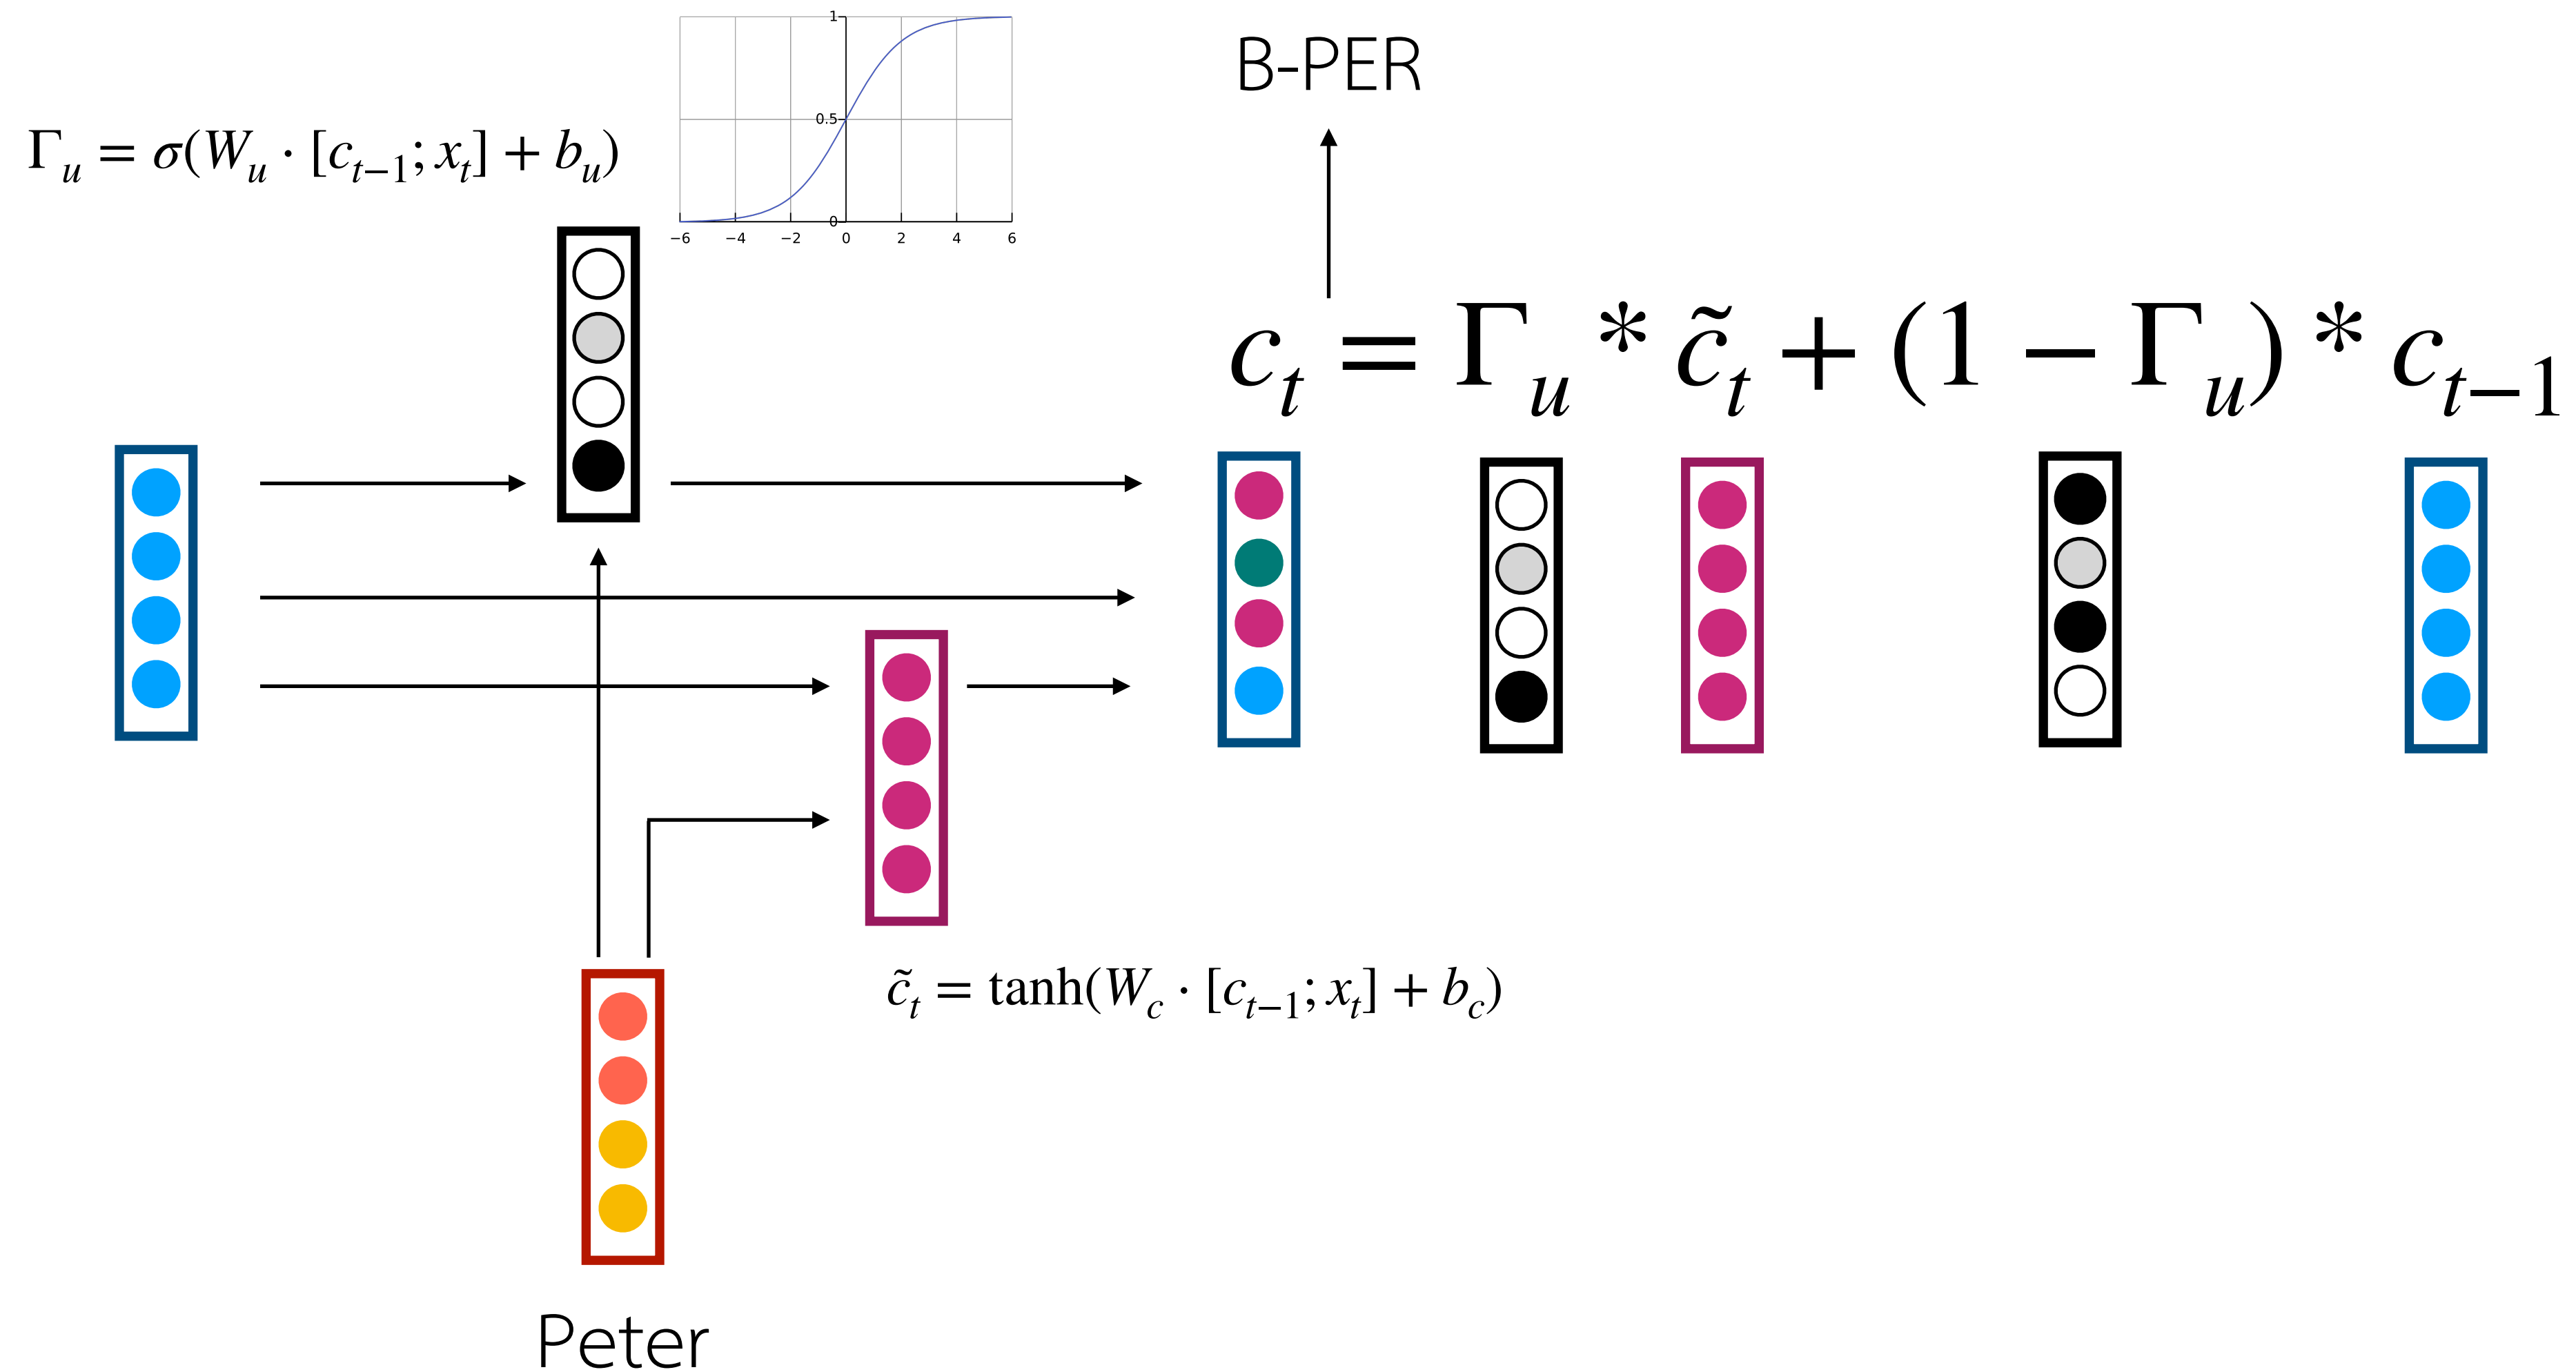 B-PER
Γ_u = σ(W_u · [c_{t−1}; x_t] + b_u)
1
0.5
0
−6 −4 −2 0 2 4 6
c_t = Γ_u * c̃_t + (1 − Γ_u) * c_{t−1}
c̃_t = tanh(W_c · [c_{t−1}; x_t] + b_c)
Peter